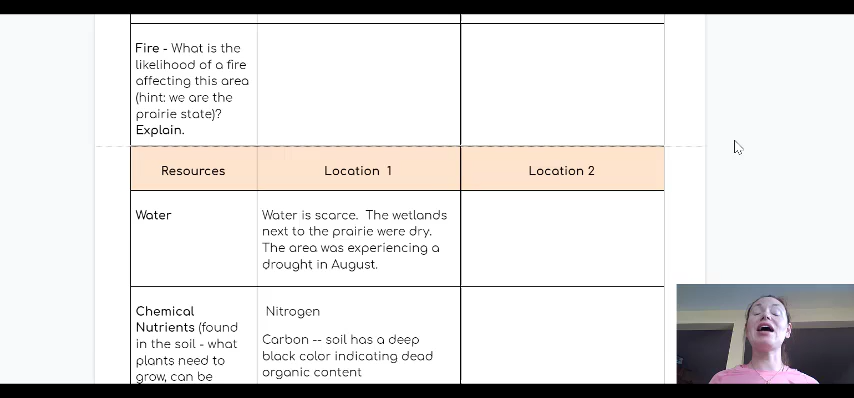 Fire - What is the
likelihood of a fire
affecting this area
(hint: we are the
prairie state)?
Explain.
Resources
Location 1
Location 2
Water
Water is scarce. The wetlands
next to the prairie were dry.
The area was experiencing a
drought in August.
Chemical
Nutrients (found
in the soil - what
plants need to
grow, can be
Nitrogen
Carbon -- soil has a deep
black color indicating dead
organic content